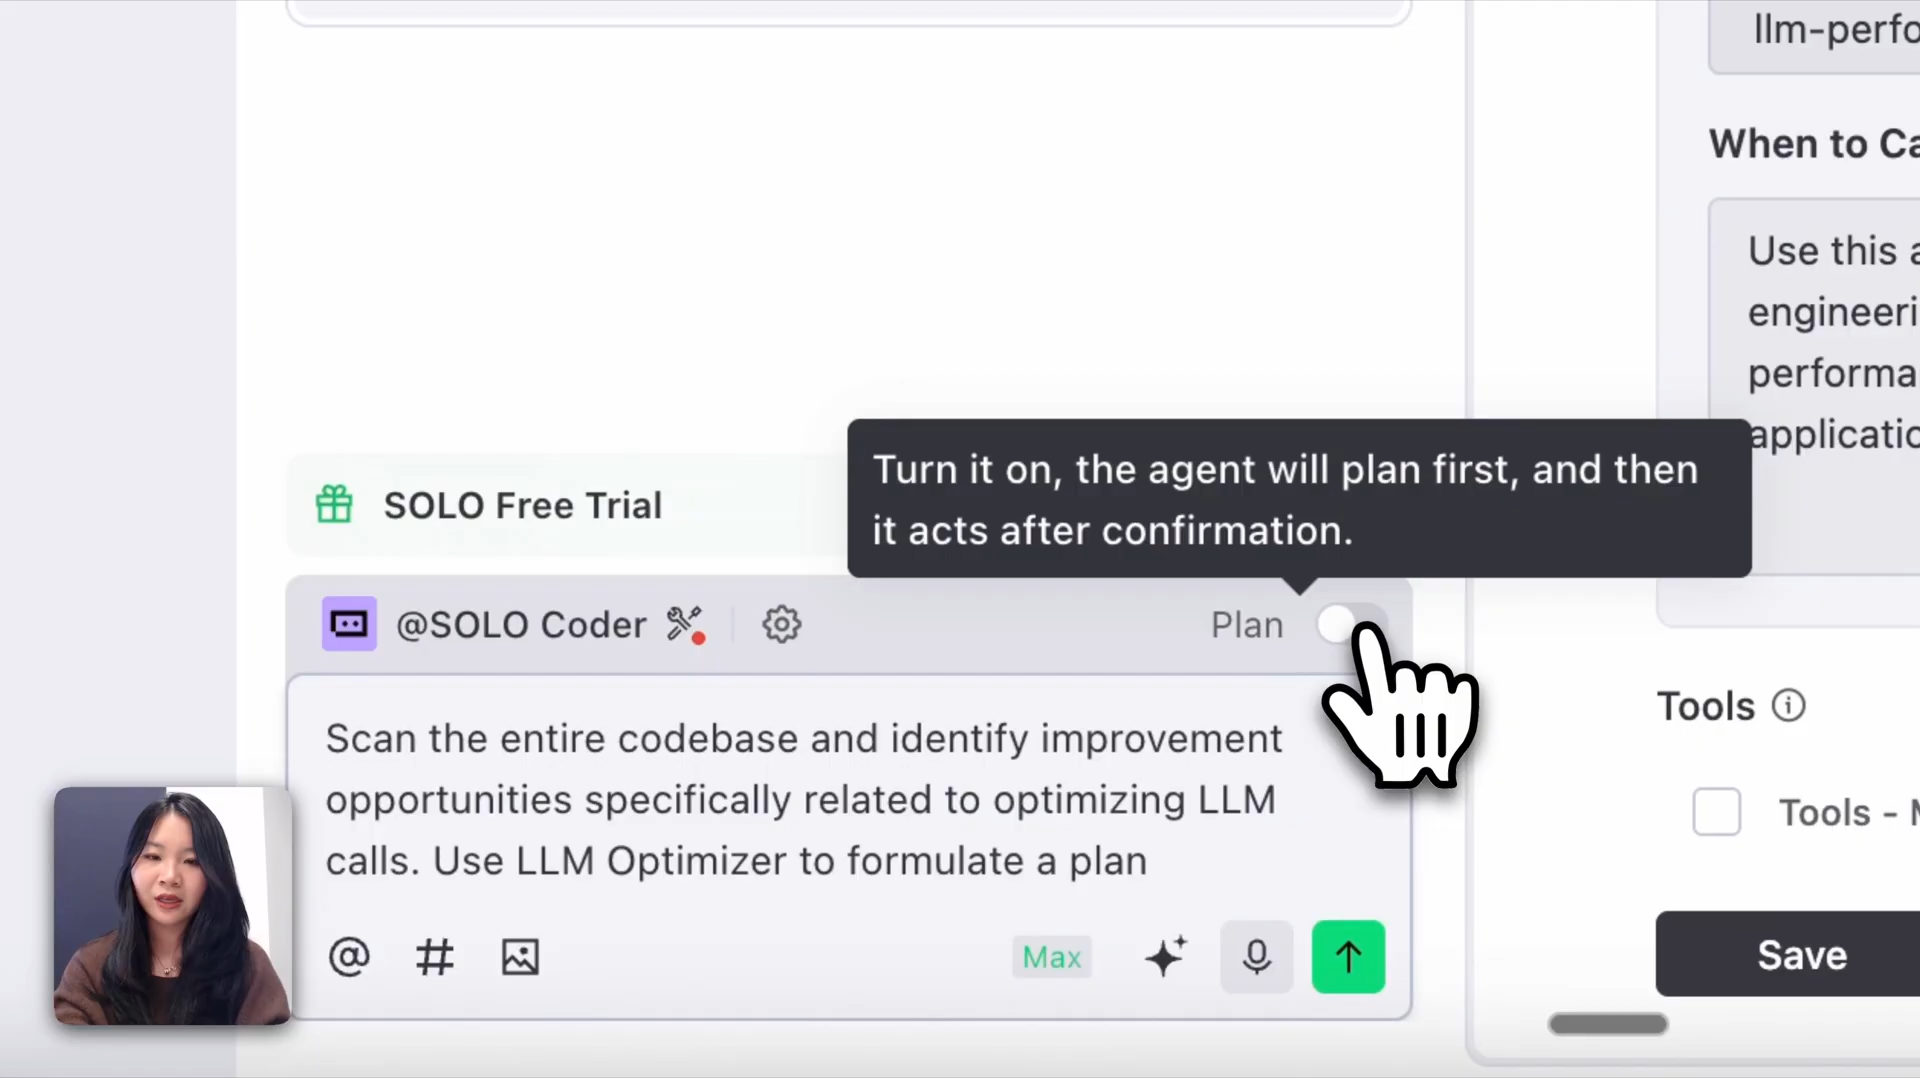 llm-perfo
When to Ca
Use this a
engineeri
performa
applicatio
Turn it on, the agent will plan first, and then
it acts after confirmation.
SOLO Free Trial
@SOLO Coder
Plan
Scan the entire codebase and identify improvement
opportunities specifically related to optimizing LLM
calls. Use LLM Optimizer to formulate a plan
Max
Tools
Tools -
Save